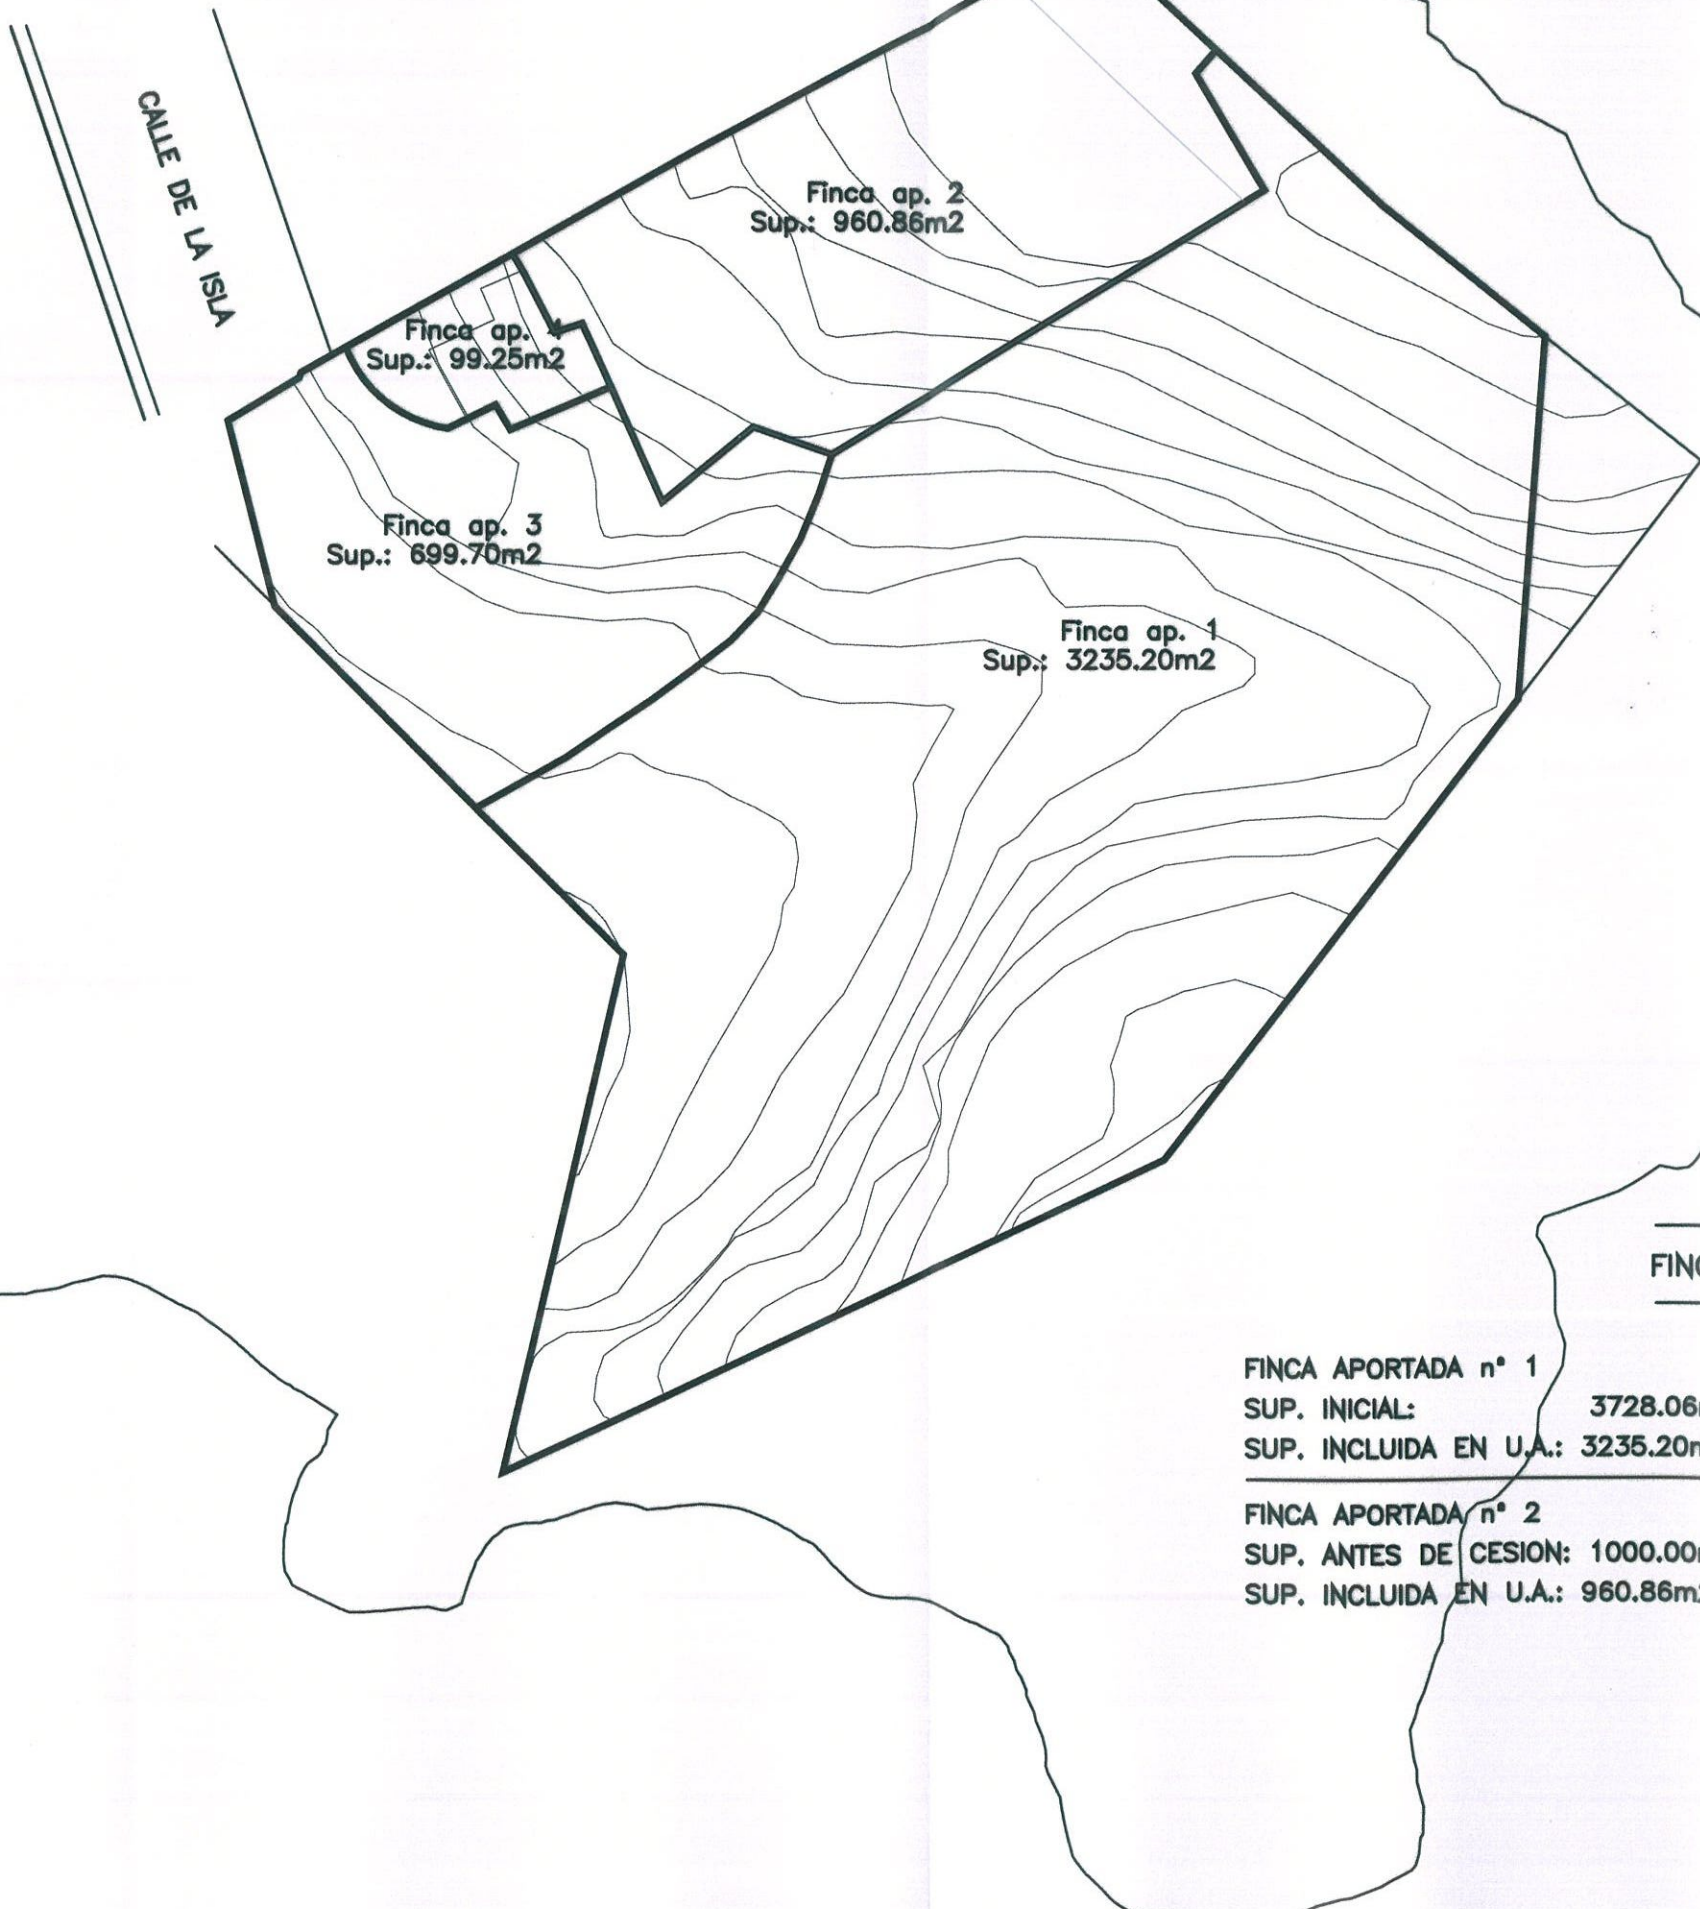 CALLE DE LA ISLA
Finca ap. 2
Sup.: 960.86m2
Finca ap. 4
Sup.: 99.25m2
Finca ap. 3
Sup.: 699.70m2
Finca ap. 1
Sup.: 3235.20m2
FINCA APORTADA nº 1
SUP. INICIAL: 3728.06
SUP. INCLUIDA EN U.A.: 3235.20
FINCA APORTADA nº 2
SUP. ANTES DE CESION: 1000.00
SUP. INCLUIDA EN U.A.: 960.86m